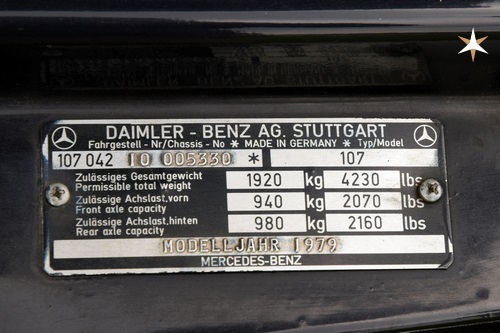 DAIMLER - BENZ AG. STUTTGART
Fahrgestell - Nr/Chassis - No * MADE IN GERMANY * Typ/Model
107 042 10 005330 * 107
Zulässiges Gesamtgewicht
Permissible total weight 1920 kg 4230 lbs
Zulässige Achslast,vorn
Front axle capacity 940 kg 2070 lbs
Zulässige Achslast,hinten
Rear axle capacity 980 kg 2160 lbs
MODELLJAHR 1979
MERCEDES-BENZ